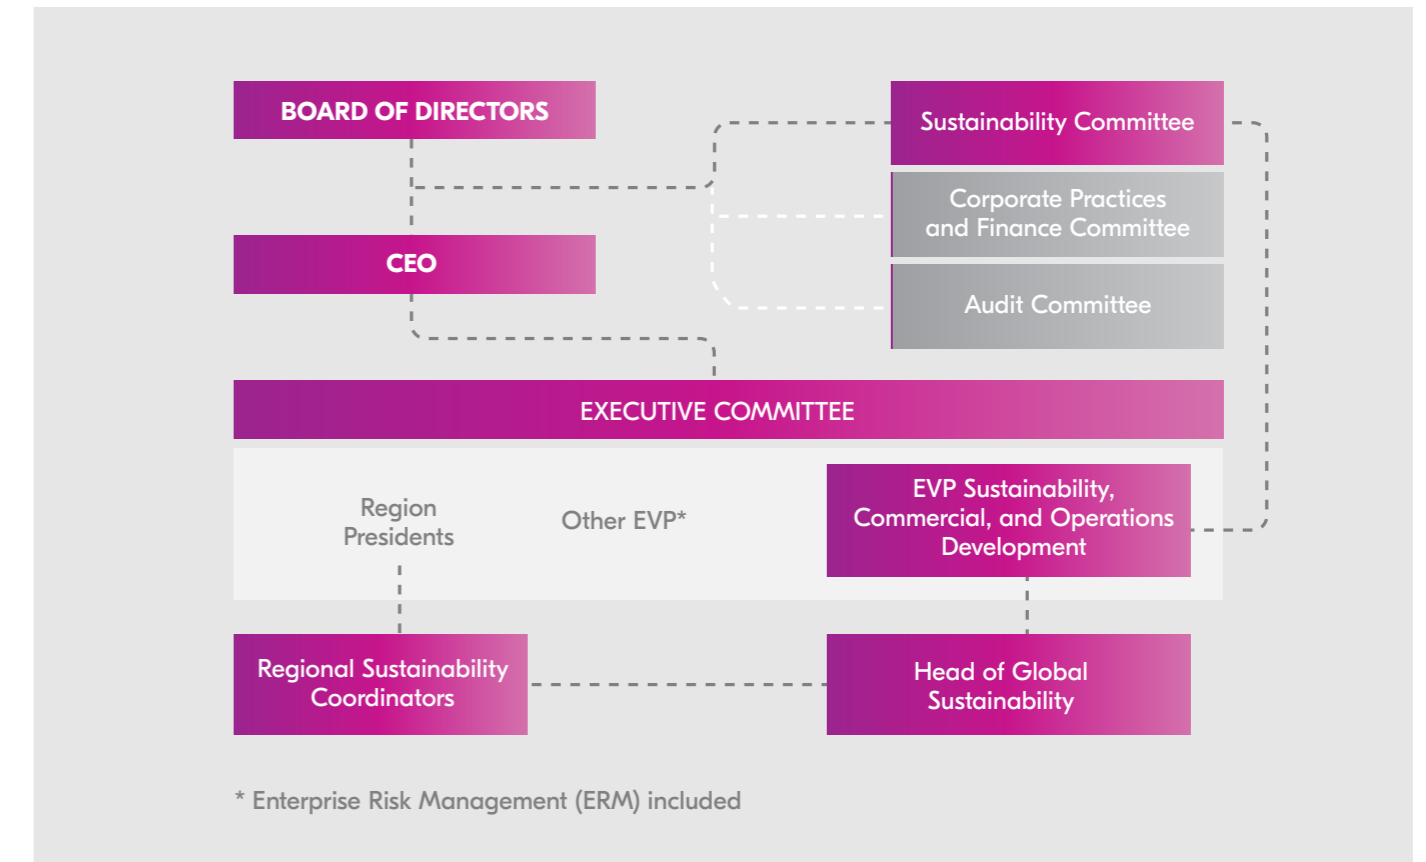 BOARD OF DIRECTORS
Sustainability Committee
Corporate Practices
and Finance Committee
CEO
Audit Committee
EXECUTIVE COMMITTEE
Region
Presidents
Other EVP*
EVP Sustainability,
Commercial, and Operations
Development
Regional Sustainability
Coordinators
Head of Global
Sustainability
* Enterprise Risk Management (ERM) included